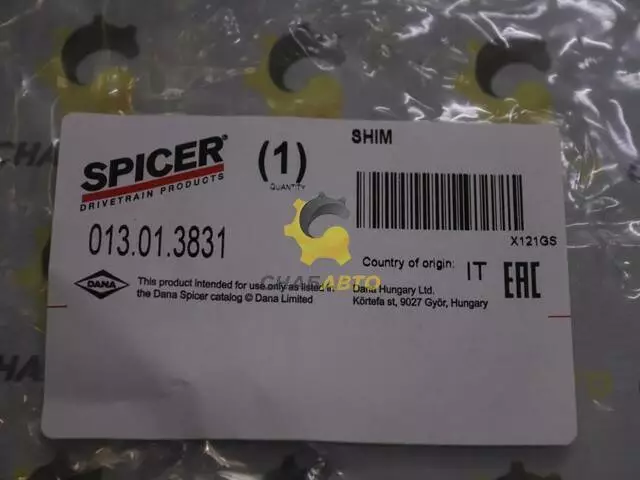 SHIM
SPICER®
DRIVETRAIN PRODUCTS
(1)
QUANTITY
X121GS
013.01.3831
Country of origin: IT
EAC
СНАБАВТО
DANA
This product intended for use only as listed in
the Dana Spicer catalog © Dana Limited
Dana Hungary Ltd.
Körtefa st, 9027 Győr, Hungary